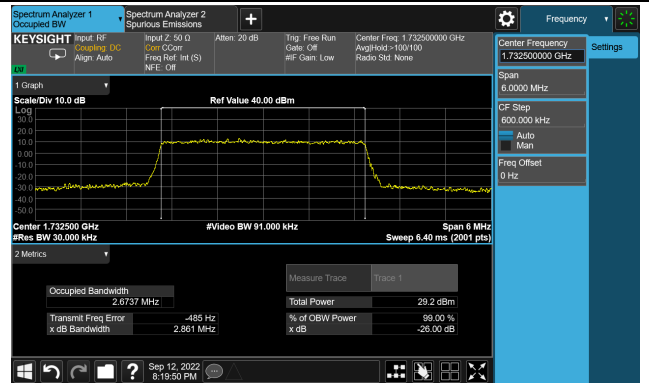 Spectrum Analyzer 1
Occupied BW
Spectrum Analyzer 2
Spurious Emissions
+
Frequency
KEYSIGHT
Input: RF
Coupling: DC
Align: Auto
Input Z: 50 Ω
Corr CCorr
Freq Ref: Int (S)
NFE: Off
Atten: 20 dB
Trig: Free Run
Gate: Off
#IF Gain: Low
Center Freq: 1.732500000 GHz
Avg|Hold:>100/100
Radio Std: None
LXI
Center Frequency
1.732500000 GHz
Settings
Span
6.0000 MHz
CF Step
600.000 kHz
Auto
Man
Freq Offset
0 Hz
1 Graph
Scale/Div 10.0 dB
Ref Value 40.00 dBm
Log
30.0
20.0
10.0
0.00
-10.0
-20.0
-30.0
-40.0
-50.0
Center 1.732500 GHz
#Video BW 91.000 kHz
Span 6 MHz
#Res BW 30.000 kHz
Sweep 6.40 ms (2001 pts)
2 Metrics
Measure Trace
Trace 1
Occupied Bandwidth
2.6737 MHz
Total Power
29.2 dBm
Transmit Freq Error
-485 Hz
% of OBW Power
99.00 %
x dB Bandwidth
2.861 MHz
x dB
-26.00 dB
?
Sep 12, 2022
8:19:50 PM